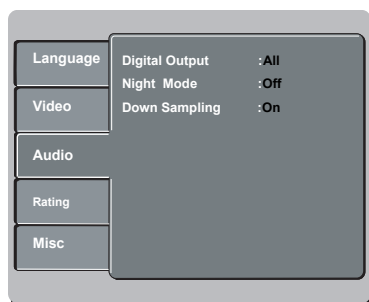 Language
Video
Audio
Rating
Misc
Digital Output :All
Night Mode :Off
Down Sampling :On